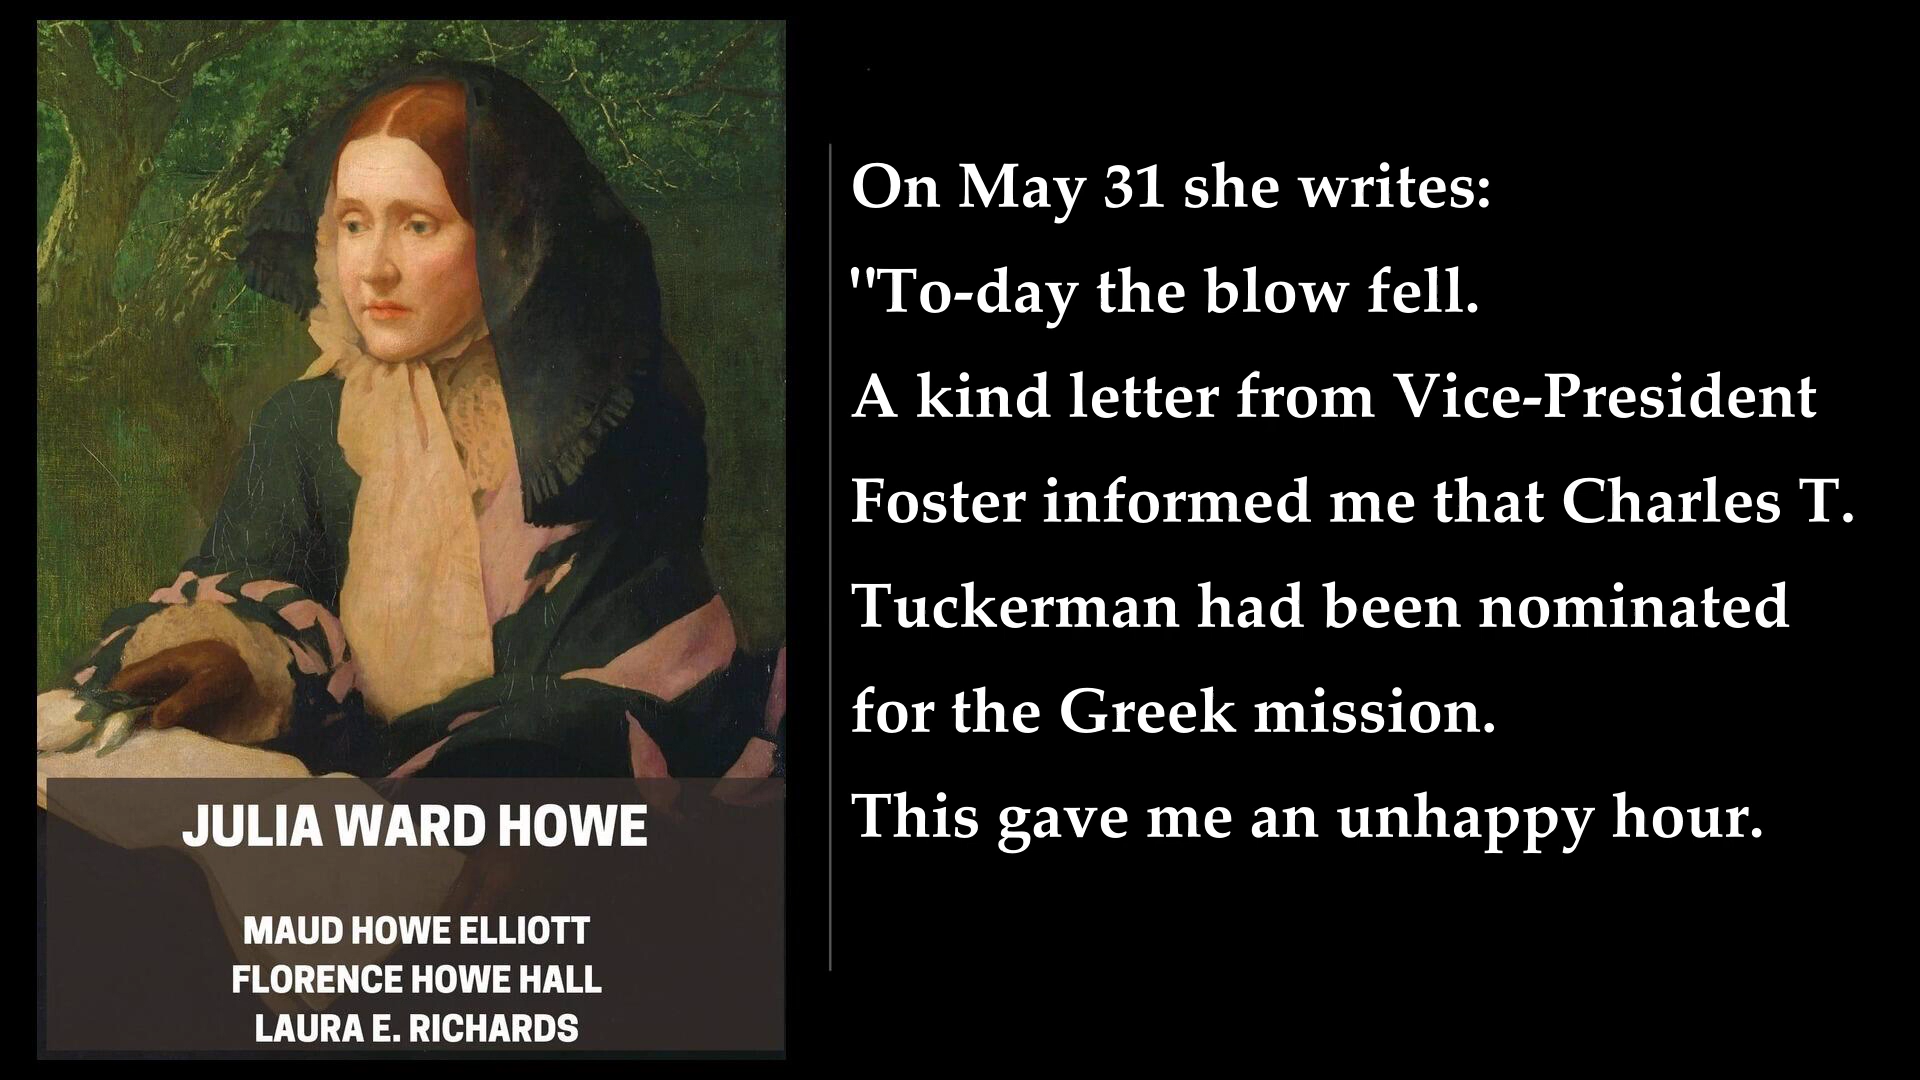 JULIA WARD HOWE
MAUD HOWE ELLIOTT
FLORENCE HOWE HALL
LAURA E. RICHARDS
On May 31 she writes:
"To-day the blow fell.
A kind letter from Vice-President
Foster informed me that Charles T.
Tuckerman had been nominated
for the Greek mission.
This gave me an unhappy hour.